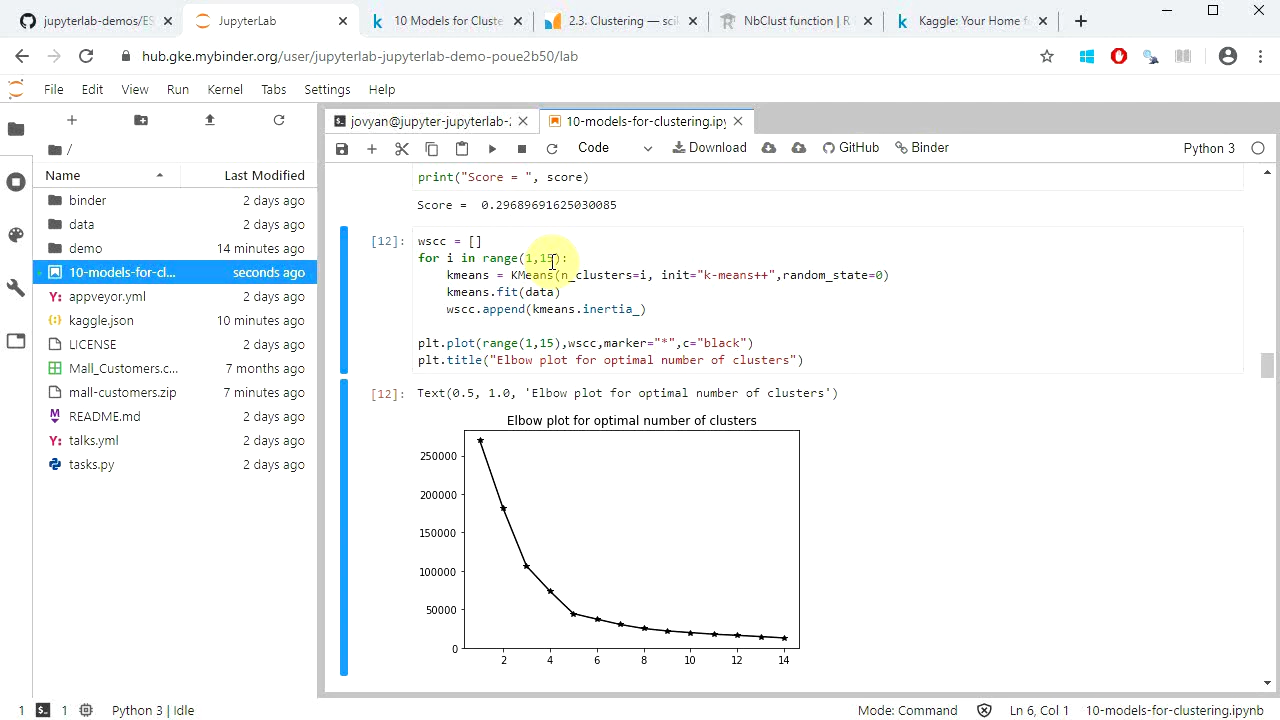 jupyterlab-demos/ES
JupyterLab
10 Models for Cluste
2.3. Clustering — sci
NbClust function | R
Kaggle: Your Home f
hub.gke.mybinder.org/user/jupyterlab-jupyterlab-demo-poue2b50/lab
File Edit View Run Kernel Tabs Settings Help
jovyan@jupyter-jupyterlab-
10-models-for-clustering.ipy
Code
Download
GitHub
Binder
Python 3
/
Name
Last Modified
binder 2 days ago
data 2 days ago
demo 14 minutes ago
10-models-for-cl... seconds ago
appveyor.yml 2 days ago
kaggle.json 10 minutes ago
LICENSE 2 days ago
Mall_Customers.c... 7 months ago
mall-customers.zip 7 minutes ago
README.md 2 days ago
talks.yml 2 days ago
tasks.py 2 days ago
print("Score = ", score)
Score =  0.29689691625030085
[12]: wscc = []
for i in range(1,15):
kmeans = KMeans(n_clusters=i, init="k-means++",random_state=0)
kmeans.fit(data)
wscc.append(kmeans.inertia_)
plt.plot(range(1,15),wscc,marker="*",c="black")
plt.title("Elbow plot for optimal number of clusters")
[12]: Text(0.5, 1.0, 'Elbow plot for optimal number of clusters')
Elbow plot for optimal number of clusters
250000
200000
150000
100000
50000
0
2 4 6 8 10 12 14
1
1
Python 3 | Idle
Mode: Command
Ln 6, Col 1
10-models-for-clustering.ipynb